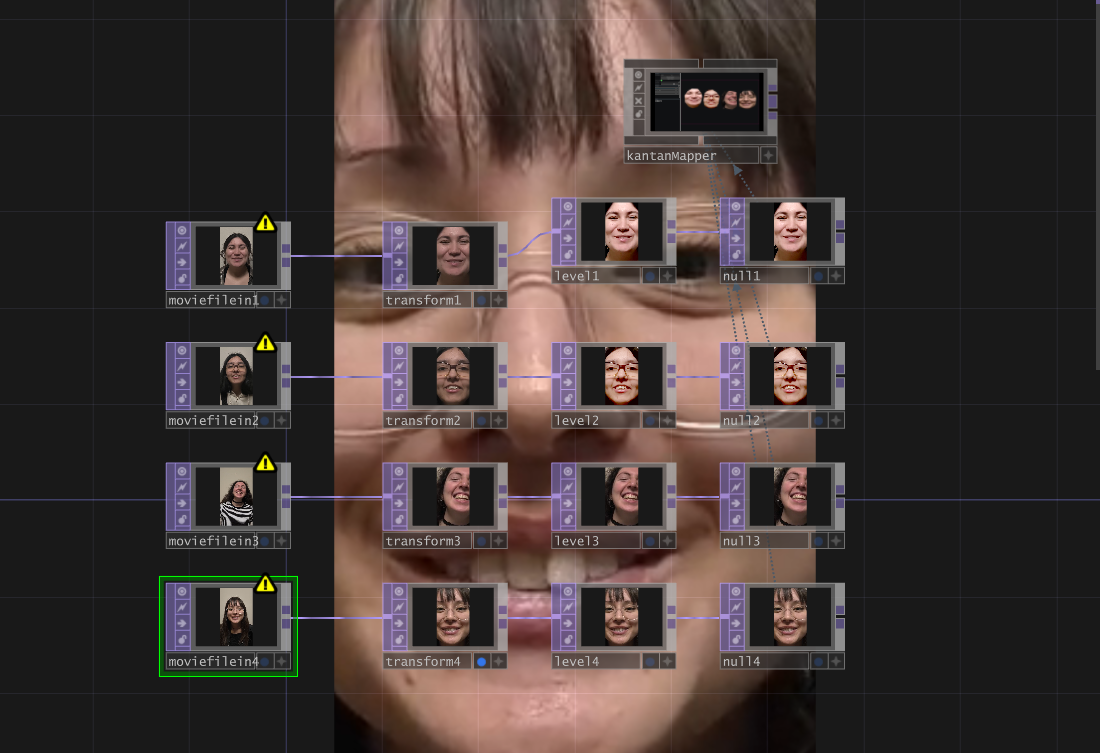 kantanMapper
moviefilein1
transform1
level1
null1
moviefilein2
transform2
level2
null2
moviefilein3
transform3
level3
null3
moviefilein4
transform4
level4
null4